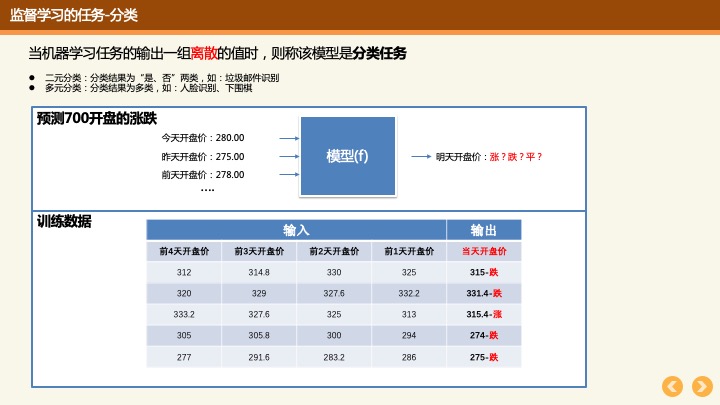 监督学习的任务-分类
当机器学习任务的输出一组离散的值时，则称该模型是分类任务
● 二元分类：分类结果为“是、否”两类，如：垃圾邮件识别
● 多元分类：分类结果为多类，如：人脸识别、下围棋
预测700开盘的涨跌
今天开盘价：280.00
昨天开盘价：275.00
前天开盘价：278.00
....
模型(f)
明天开盘价：涨？跌？平？
训练数据
输入 输出
前4天开盘价 前3天开盘价 前2天开盘价 前1天开盘价 当天开盘价
312 314.8 330 325 315-跌
320 329 327.6 332.2 331.4-跌
333.2 327.6 325 313 315.4-涨
305 305.8 300 294 274-跌
277 291.6 283.2 286 275-跌